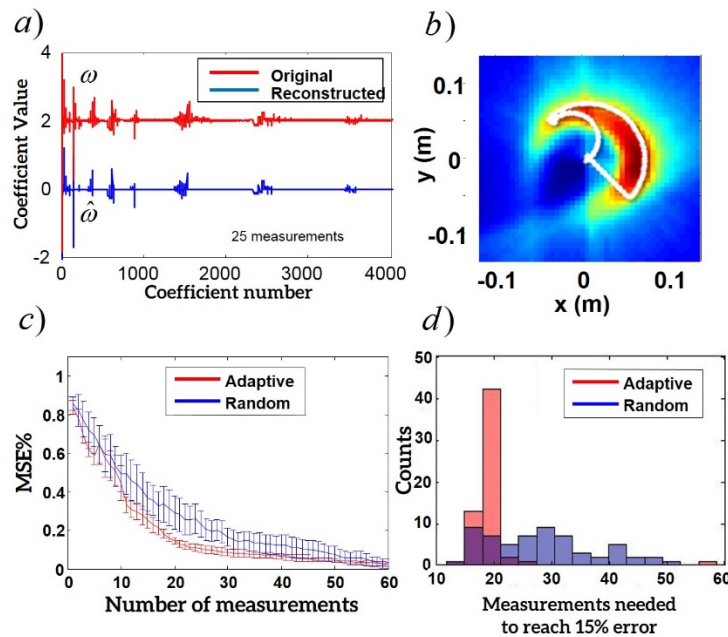 a)
4
2
0
-2
Coefficient Value
ω
ω̂
Original
Reconstructed
25 measurements
0 1000 2000 3000 4000
Coefficient number
b)
0.1
0
-0.1
y (m)
-0.1 0 0.1
x (m)
c)
1
0.8
0.6
0.4
0.2
0
MSE%
Adaptive
Random
0 10 20 30 40 50 60
Number of measurements
d)
50
40
30
20
10
0
Counts
Adaptive
Random
10 20 30 40 50 60
Measurements needed
to reach 15% error